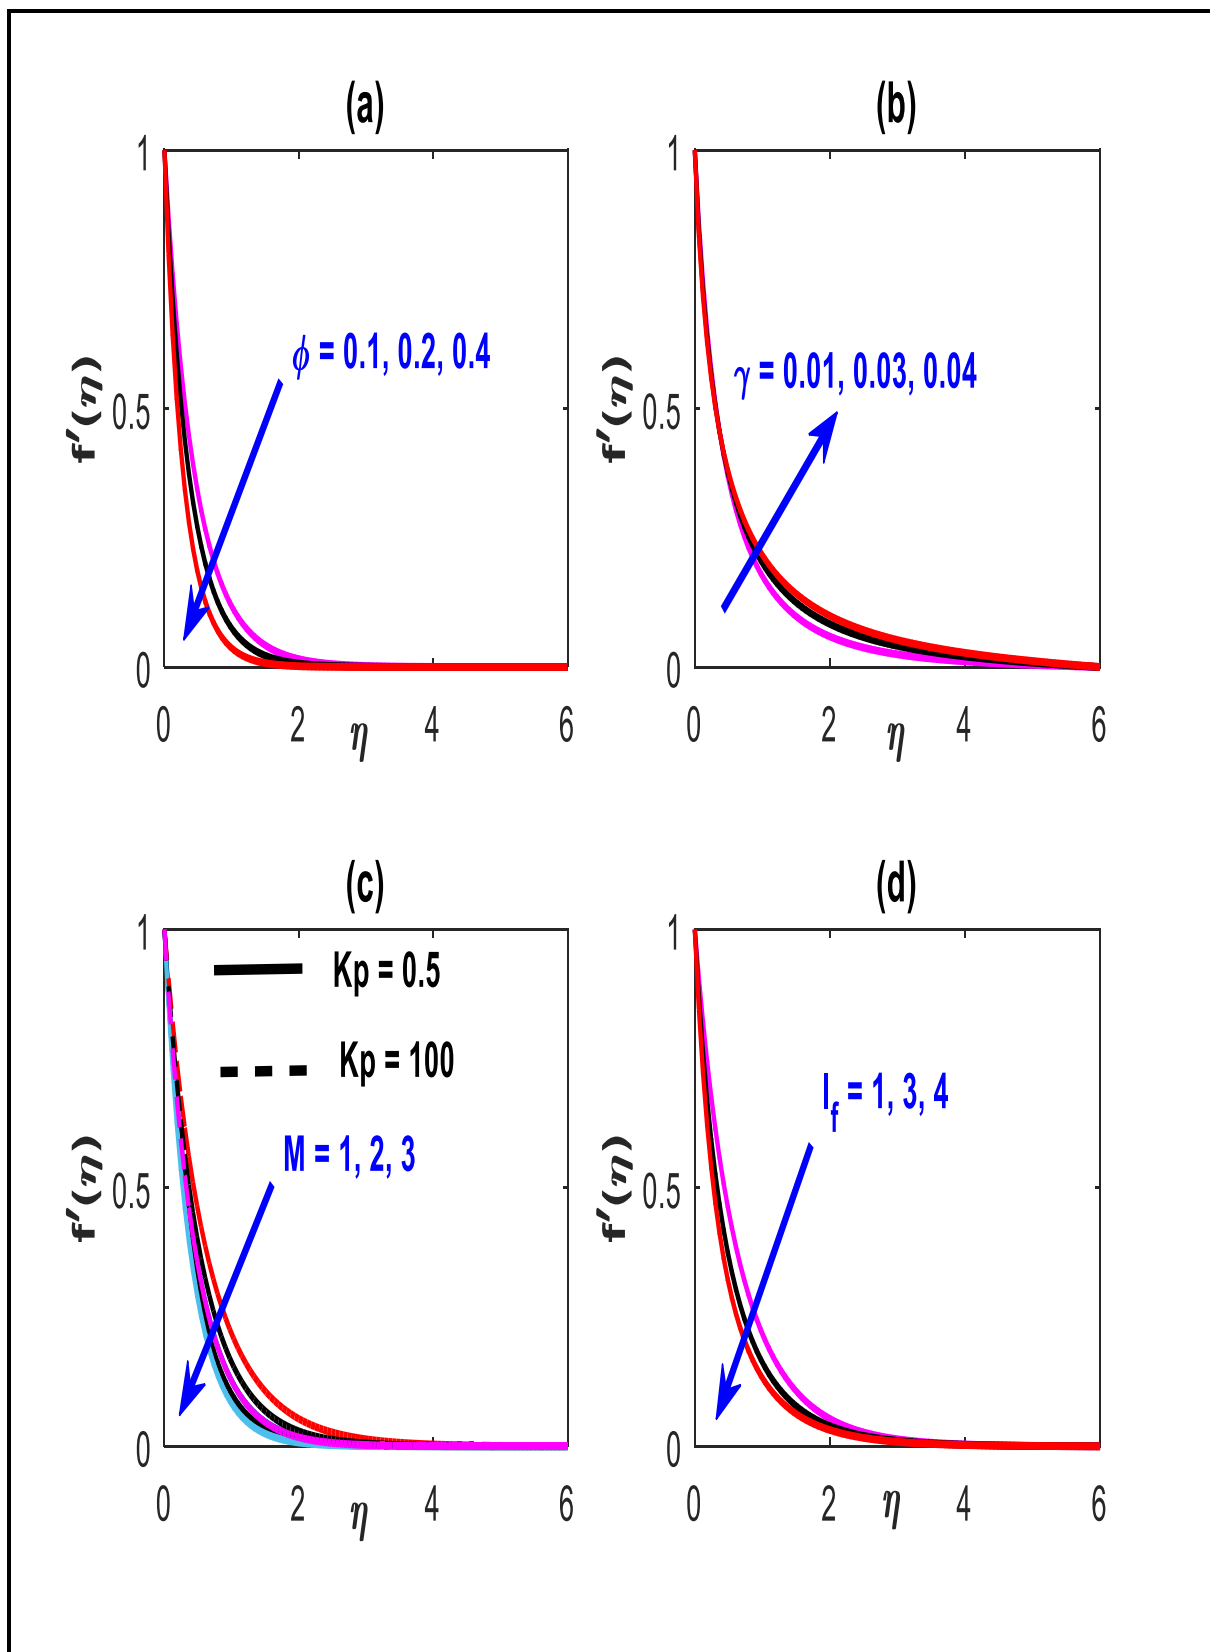 (a)
1
ϕ = 0.1, 0.2, 0.4
0.5
f′(η)
0
0 2 4 6
η
(b)
1
γ = 0.01, 0.03, 0.04
0.5
f′(η)
0
0 2 4 6
η
(c)
1
Kp = 0.5
Kp = 100
M = 1, 2, 3
0.5
f′(η)
0
0 2 4 6
η
(d)
1
I_f = 1, 3, 4
0.5
f′(η)
0
0 2 4 6
η